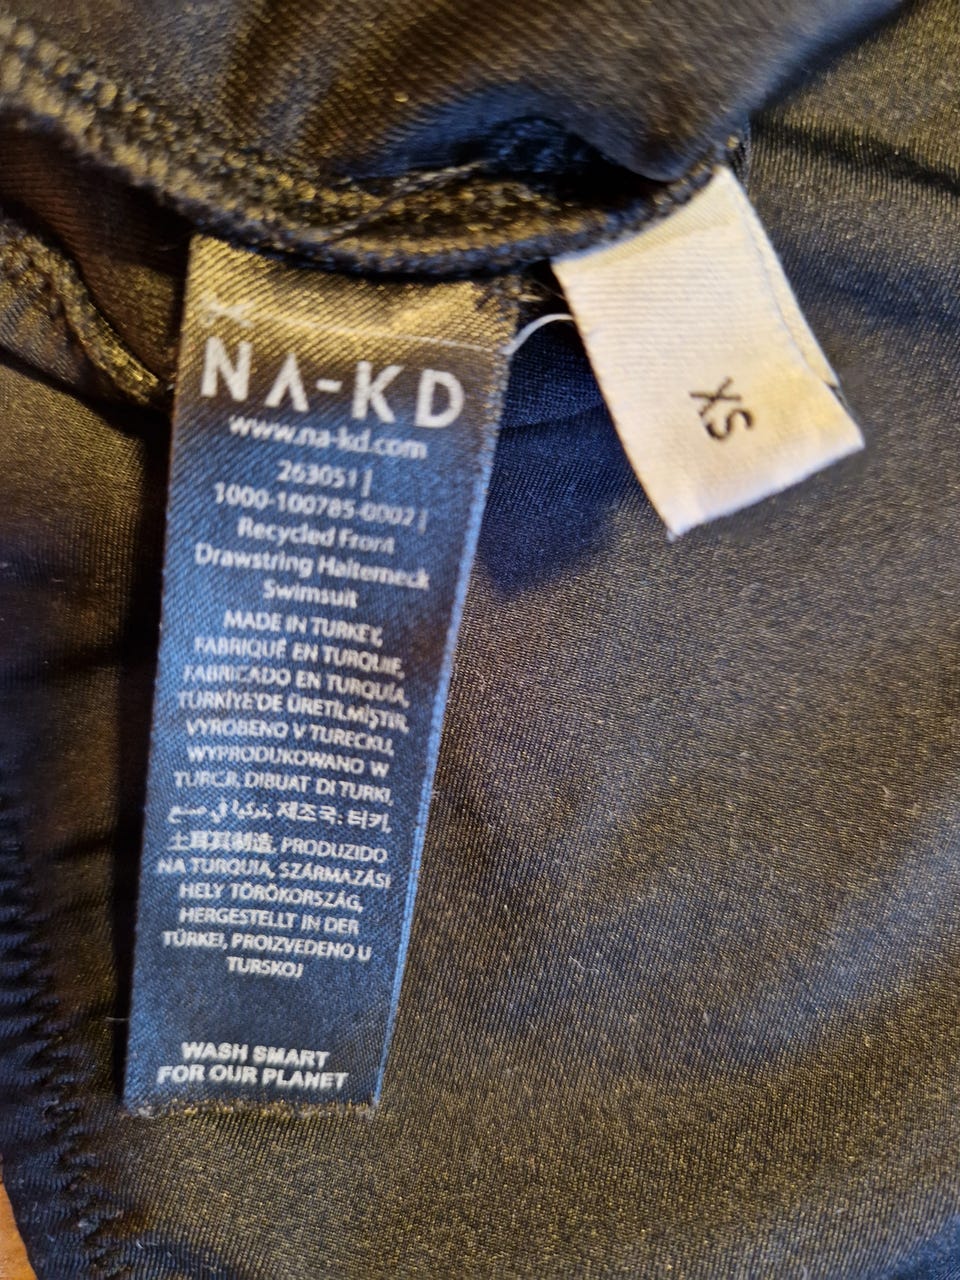 NA-KD
www.na-kd.com
263051 |
1000-100785-0002 |
Recycled Front
Drawstring Halterneck
Swimsuit
MADE IN TURKEY,
FABRIQUÉ EN TURQUIE,
FABRICADO EN TURQUÍA,
TÜRKİYE'DE ÜRETİLMİŞTİR,
VYROBENO V TURECKU,
WYPRODUKOWANO W
TURCJI, DIBUAT DI TURKI,
제조국: 터키,
土耳其制造, PRODUZIDO
NA TURQUIA, SZÁRMAZÁSI
HELY TÖRÖKORSZÁG,
HERGESTELLT IN DER
TÜRKEI, PROIZVEDENO U
TURSKOJ
WASH SMART
FOR OUR PLANET
XS